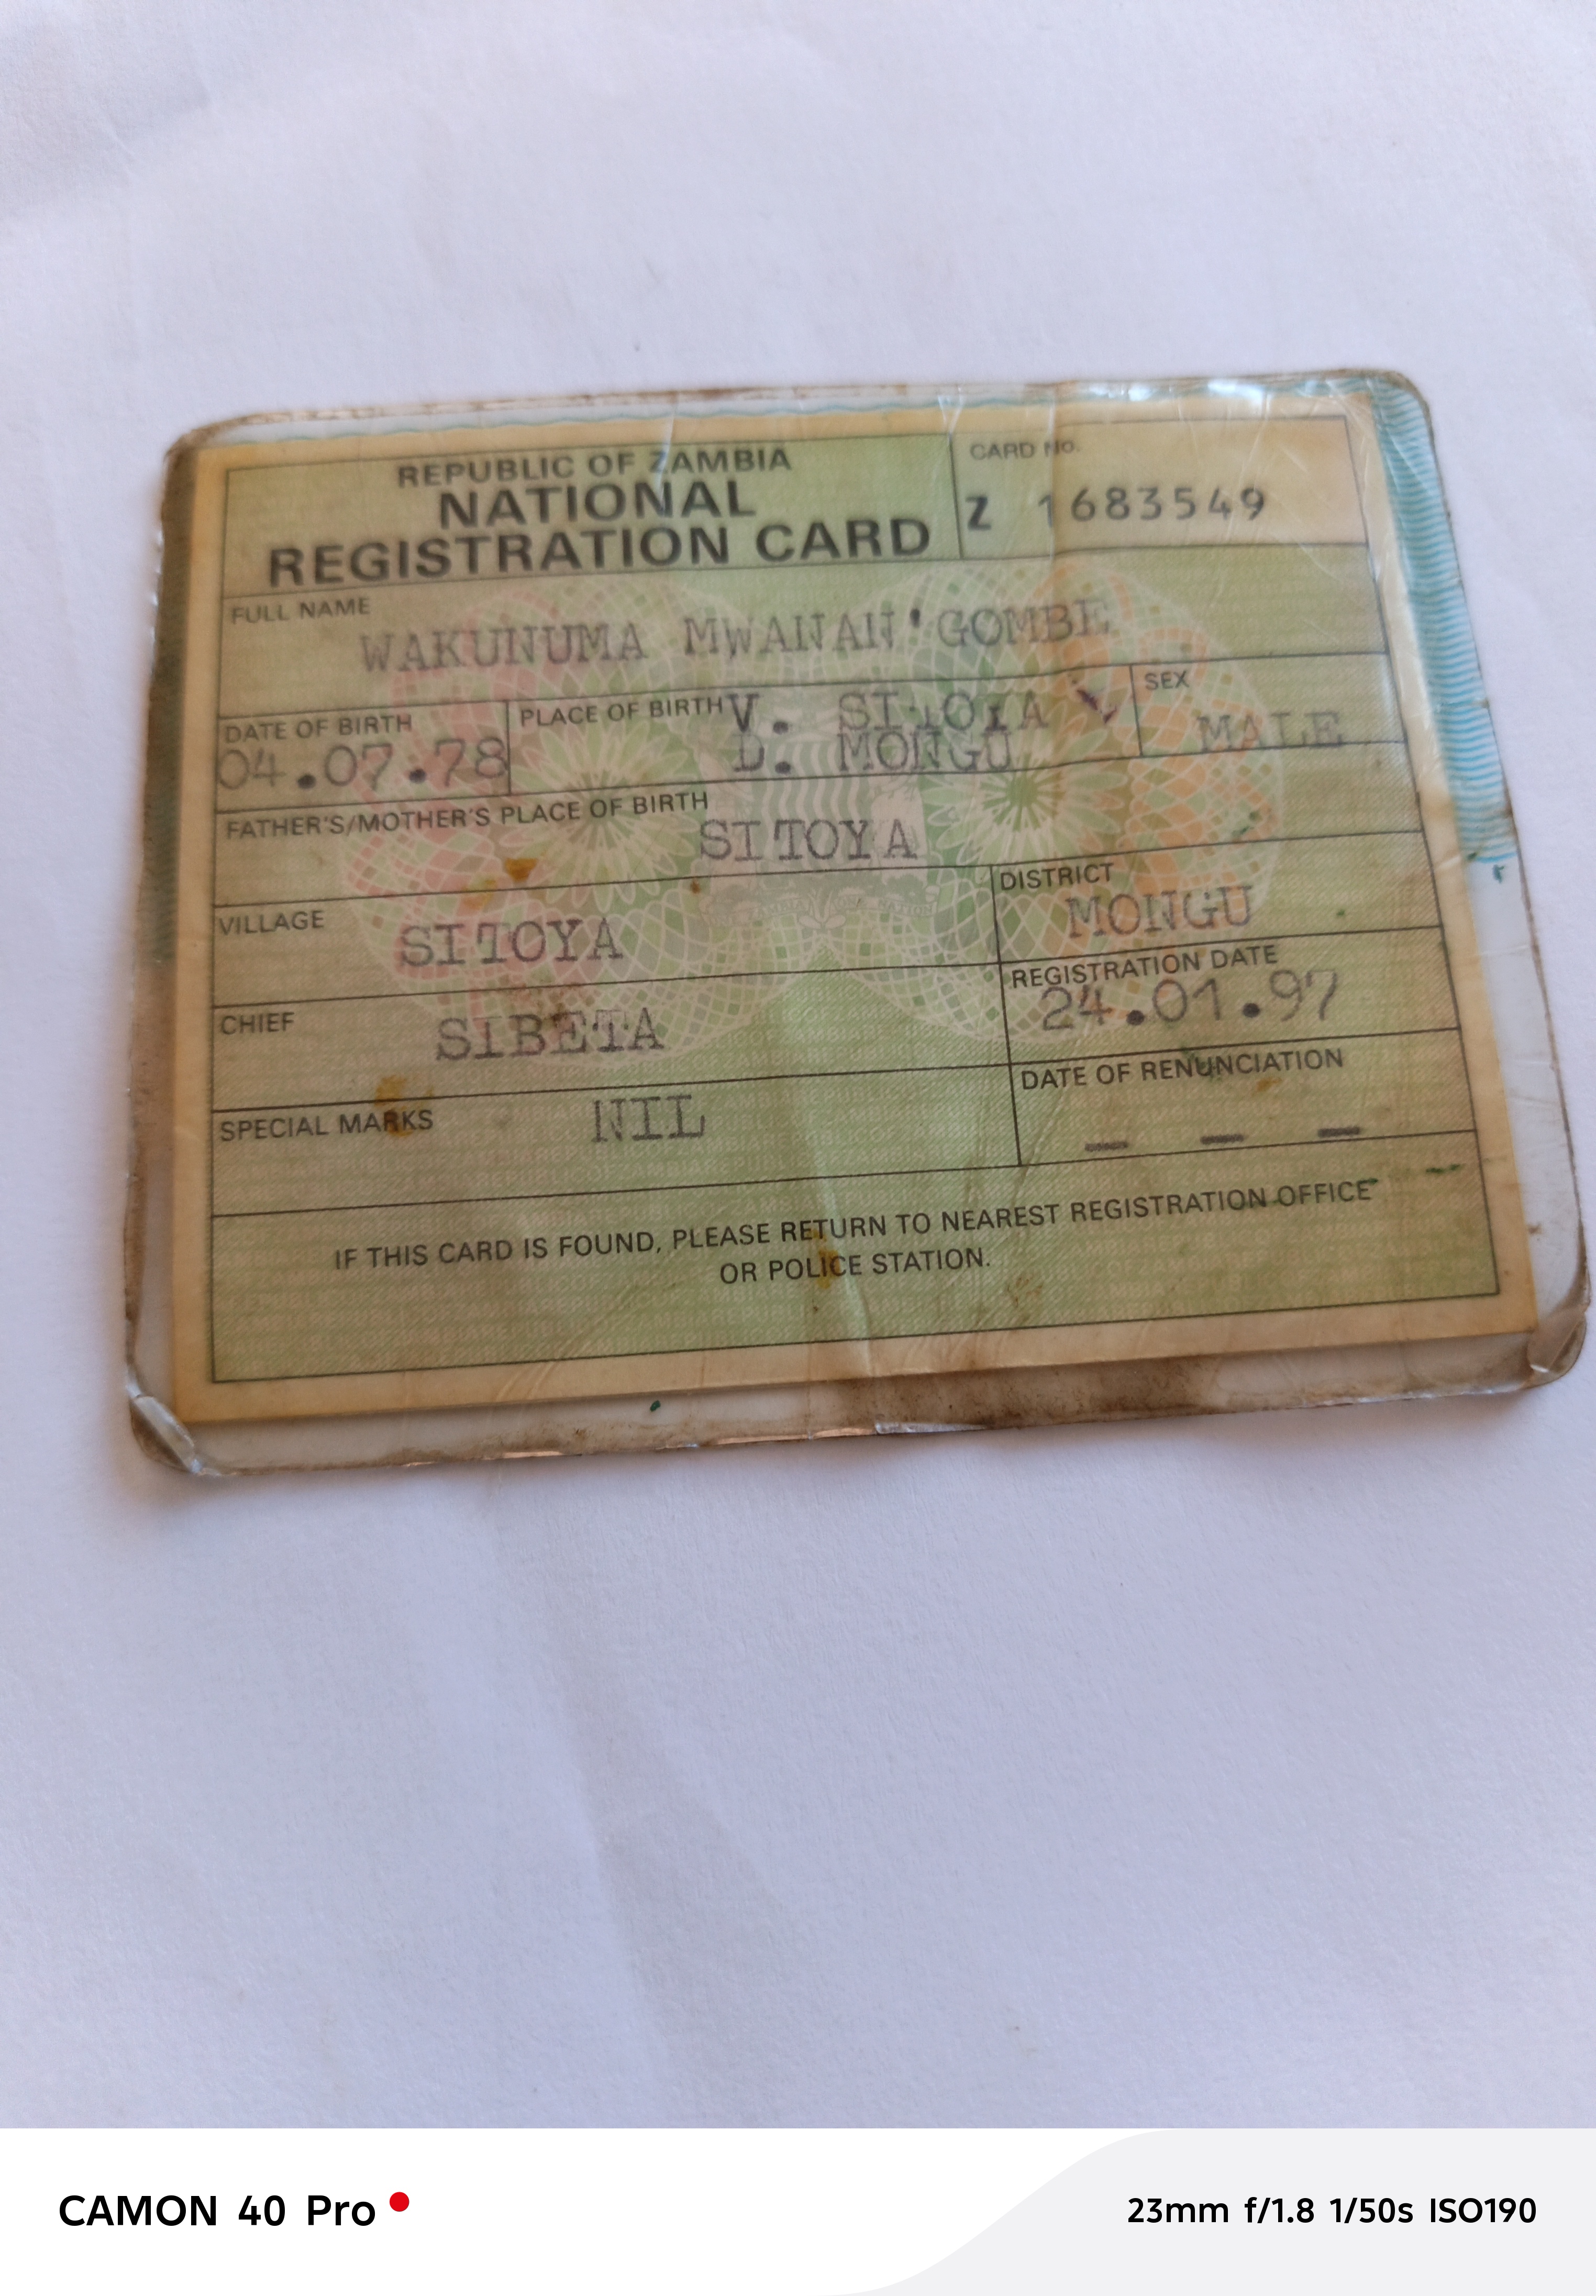 REPUBLIC OF ZAMBIA
NATIONAL
REGISTRATION CARD
CARD No.
Z 1683549
FULL NAME
WAKUNUMA MWANAN'GOMBE
DATE OF BIRTH
04.07.78
PLACE OF BIRTH
V. SITOYA
D. MONGU
SEX
MALE
FATHER'S/MOTHER'S PLACE OF BIRTH
SITOYA
VILLAGE
SITOYA
DISTRICT
MONGU
CHIEF
SIBETA
REGISTRATION DATE
24.01.97
SPECIAL MARKS
NIL
DATE OF RENUNCIATION
— — —
IF THIS CARD IS FOUND, PLEASE RETURN TO NEAREST REGISTRATION OFFICE
OR POLICE STATION.
CAMON 40 Pro
23mm f/1.8 1/50s ISO190